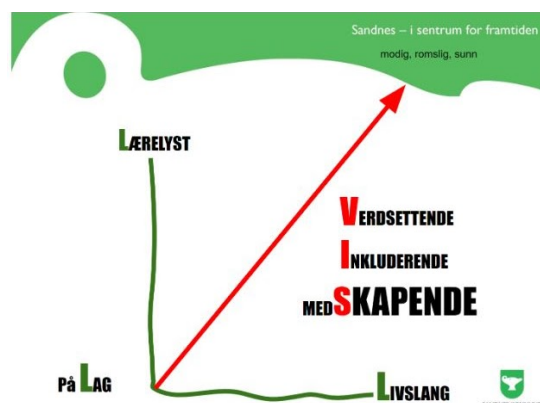 Sandnes – i sentrum for framtiden
modig, romslig, sunn
LÆRELYST
VERDSETTENDE
INKLUDERENDE
MEDSKAPENDE
På LAG
LIVSLANG